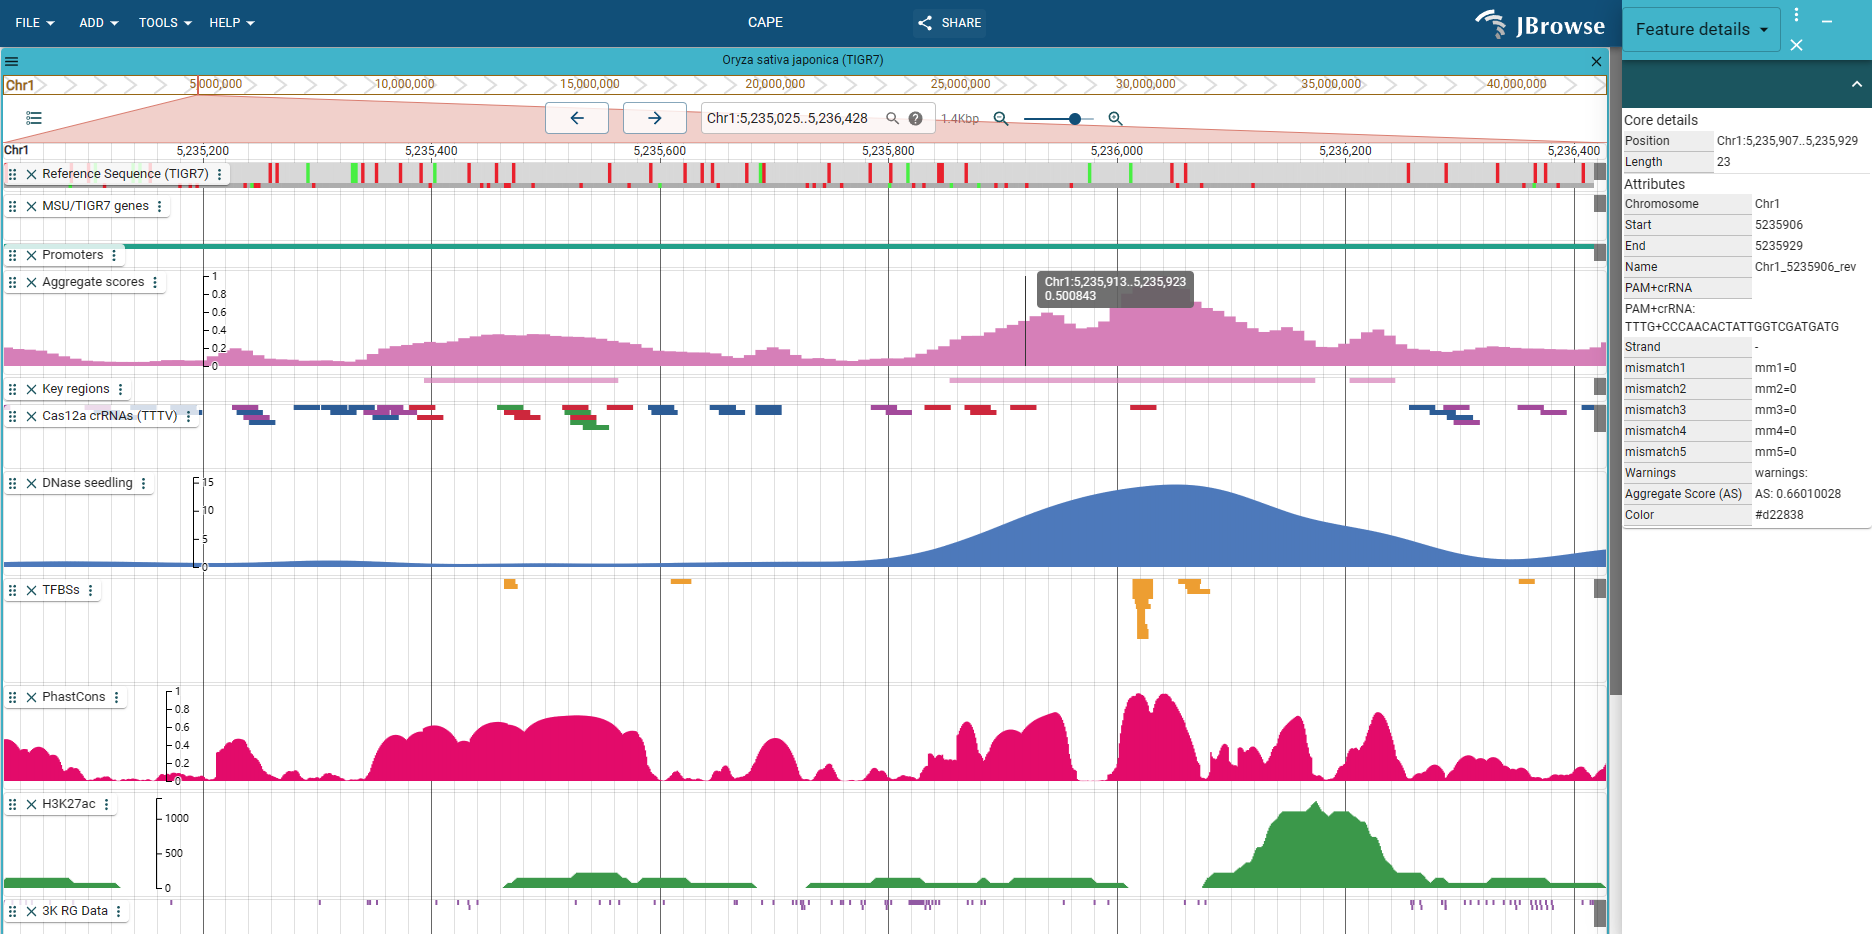 FILE ADD TOOLS HELP CAPE SHARE JBrowse
Feature details
Oryza sativa japonica (TIGR7)
Chr1 5,000,000 10,000,000 15,000,000 20,000,000 25,000,000 30,000,000 35,000,000 40,000,000
Chr1:5,235,025..5,236,428 1.4Kbp
Chr1 5,235,200 5,235,400 5,235,600 5,235,800 5,236,000 5,236,200 5,236,400
Reference Sequence (TIGR7)
MSU/TIGR7 genes
Promoters
Aggregate scores
1
0.8
0.6
0.4
0.2
0
Chr1:5,235,913..5,235,923
0.500843
Key regions
Cas12a crRNAs (TTTV)
DNase seedling
15
10
5
0
TFBSs
PhastCons
1
0.8
0.6
0.4
0.2
0
H3K27ac
1000
500
0
3K RG Data
Core details
Position Chr1:5,235,907..5,235,929
Length 23
Attributes
Chromosome Chr1
Start 5235906
End 5235929
Name Chr1_5235906_rev
PAM+crRNA
PAM+crRNA:
TTTG+CCCAACACTATTGGTCGATGATG
Strand -
mismatch1 mm1=0
mismatch2 mm2=0
mismatch3 mm3=0
mismatch4 mm4=0
mismatch5 mm5=0
Warnings warnings:
Aggregate Score (AS) AS: 0.66010028
Color #d22838